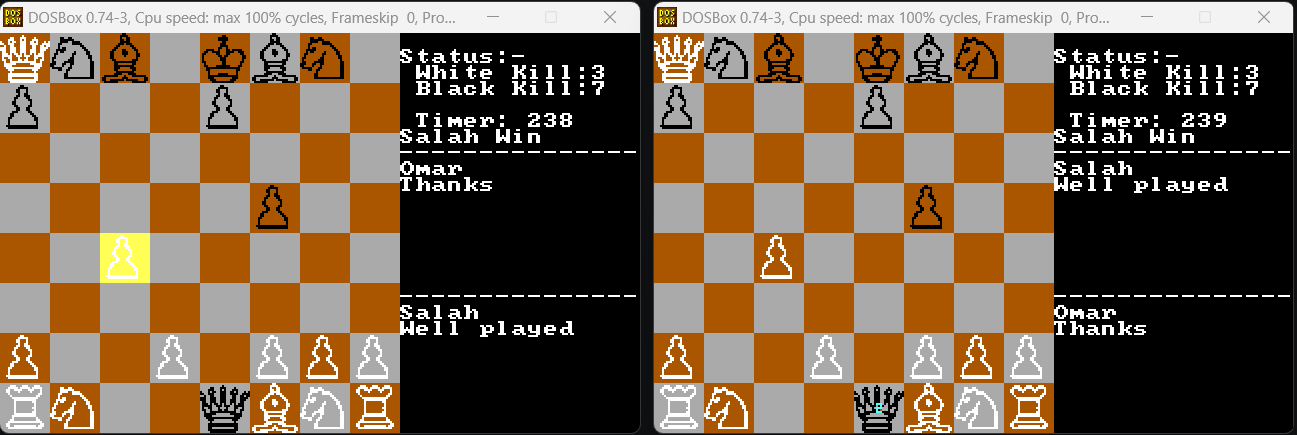 DOSBox 0.74-3, Cpu speed: max 100% cycles, Frameskip 0, Pro...
Status:-
White Kill:3
Black Kill:7
Timer: 238
Salah Win
Omar
Thanks
Salah
Well played
DOSBox 0.74-3, Cpu speed: max 100% cycles, Frameskip 0, Pro...
Status:-
White Kill:3
Black Kill:7
Timer: 239
Salah Win
Salah
Well played
Omar
Thanks